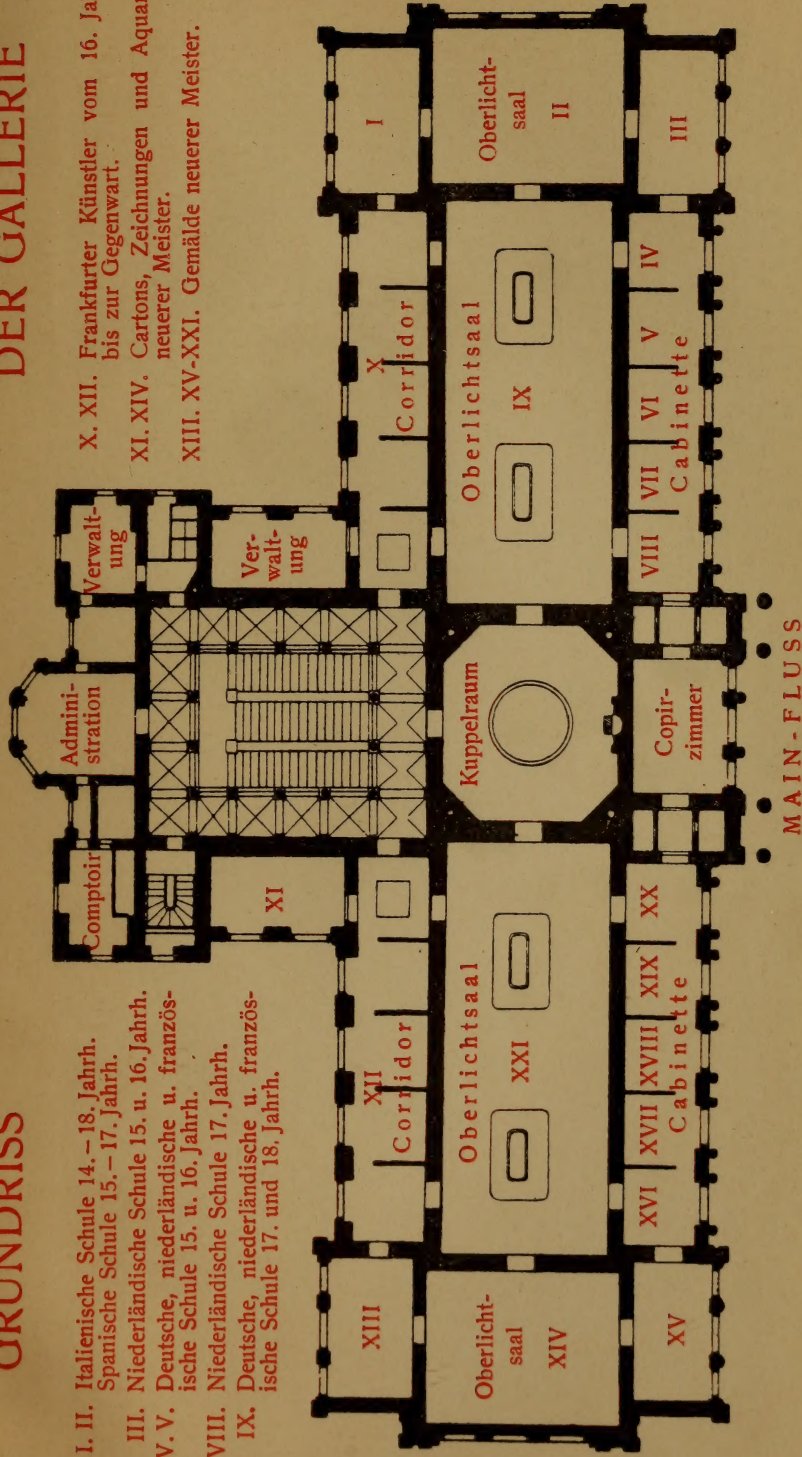 GRUNDRISS
DER GALLERIE
I. II. Italienische Schule 14.–18. Jahrh.
Spanische Schule 15.–17. Jahrh.
III. Niederländische Schule 15. u. 16. Jahrh.
V. V. Deutsche, niederländische u. französ-
ische Schule 15. u. 16. Jahrh.
VIII. Niederländische Schule 17. Jahrh.
IX. Deutsche, niederländische u. französ-
ische Schule 17. und 18. Jahrh.
X. XII. Frankfurter Künstler vom 16. Ja
bis zur Gegenwart.
XI. XIV. Cartons, Zeichnungen und Aquar
neuerer Meister.
XIII. XV-XXI. Gemälde neuerer Meister.
Comptoir
Admini-
stration
Verwalt-
ung
XI
Ver-
walt-
ung
XIII
XII
Corridor
X
Corridor
I
Oberlicht-
saal
XIV
Oberlichtsaal
XXI
Kuppelraum
Oberlichtsaal
IX
Oberlicht-
saal
II
XV
XVI
XVII
XVIII
XIX
XX
Cabinette
Copir-
zimmer
VIII
VII
VI
V
IV
Cabinette
III
MAIN-FLUSS